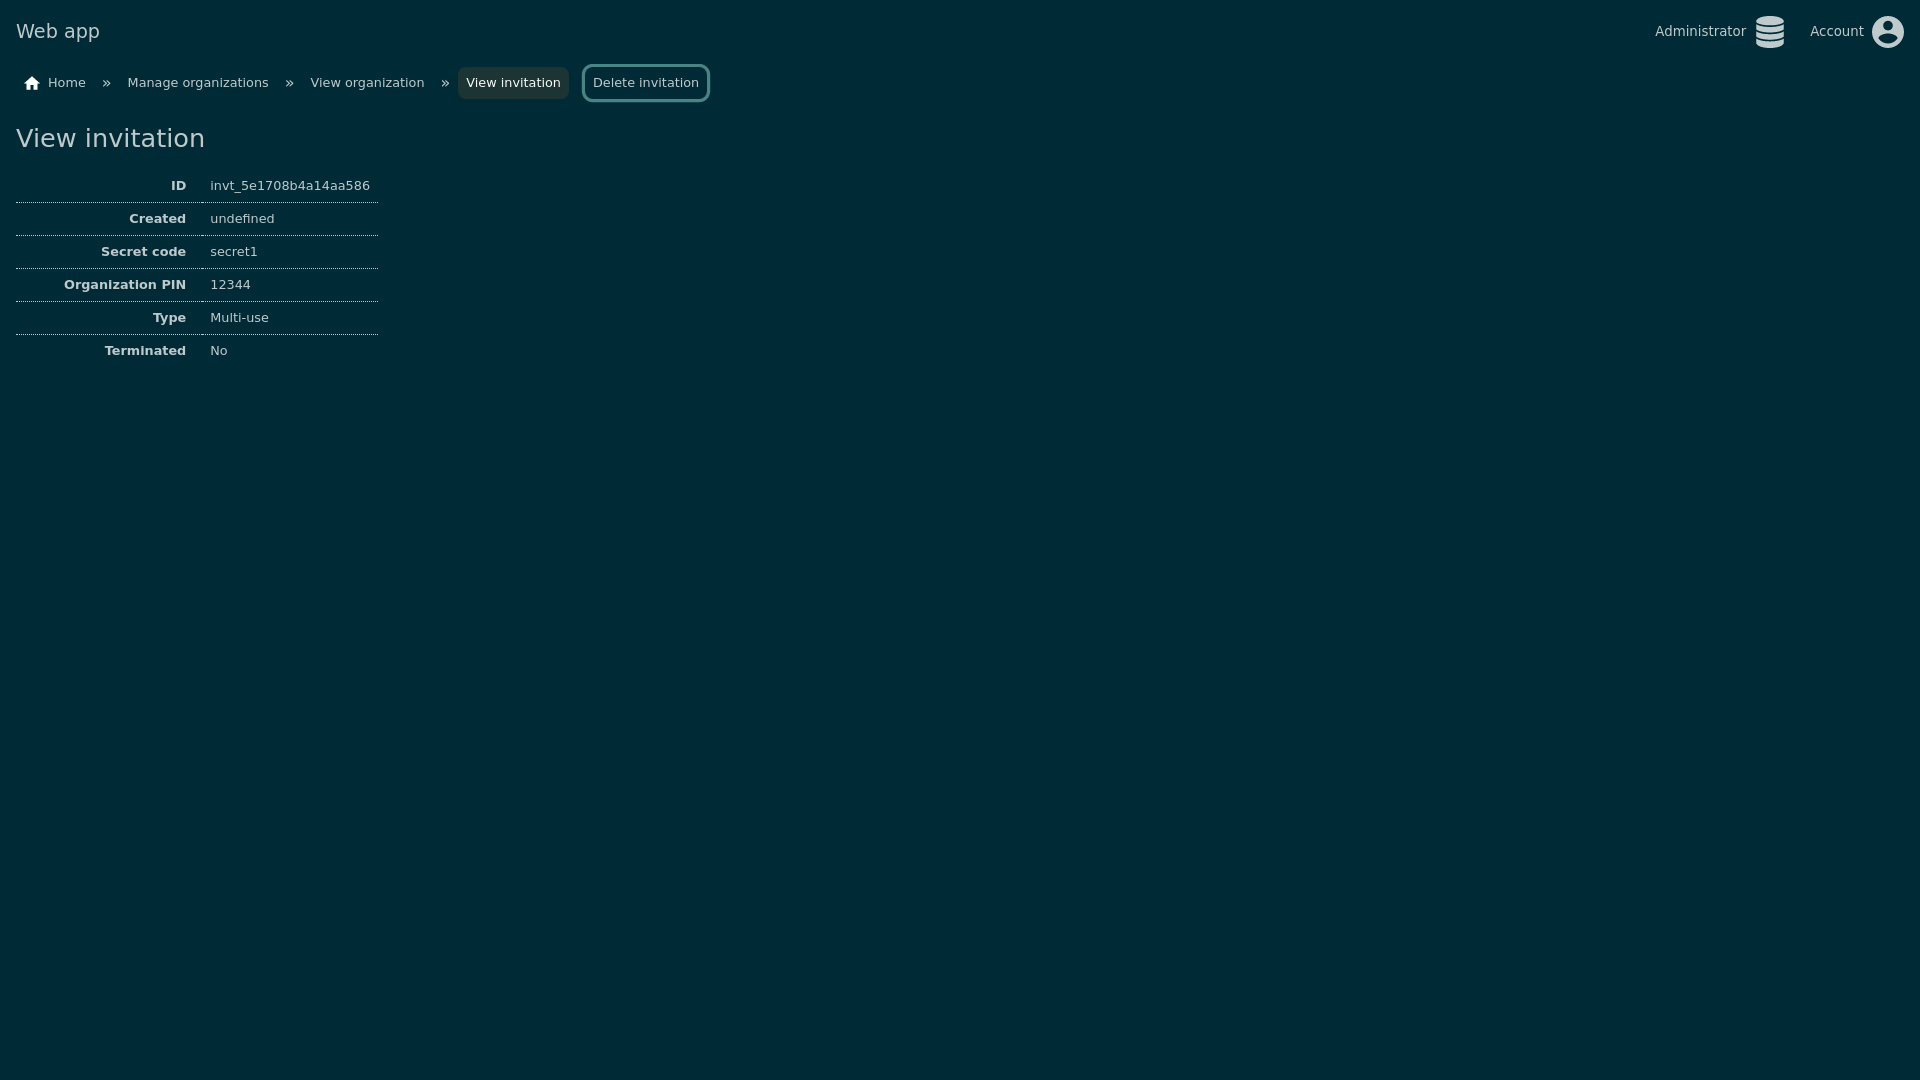 Web app
Administrator
Account
Home » Manage organizations » View organization » View invitation Delete invitation
View invitation
ID invt_5e1708b4a14aa586
Created undefined
Secret code secret1
Organization PIN 12344
Type Multi-use
Terminated No